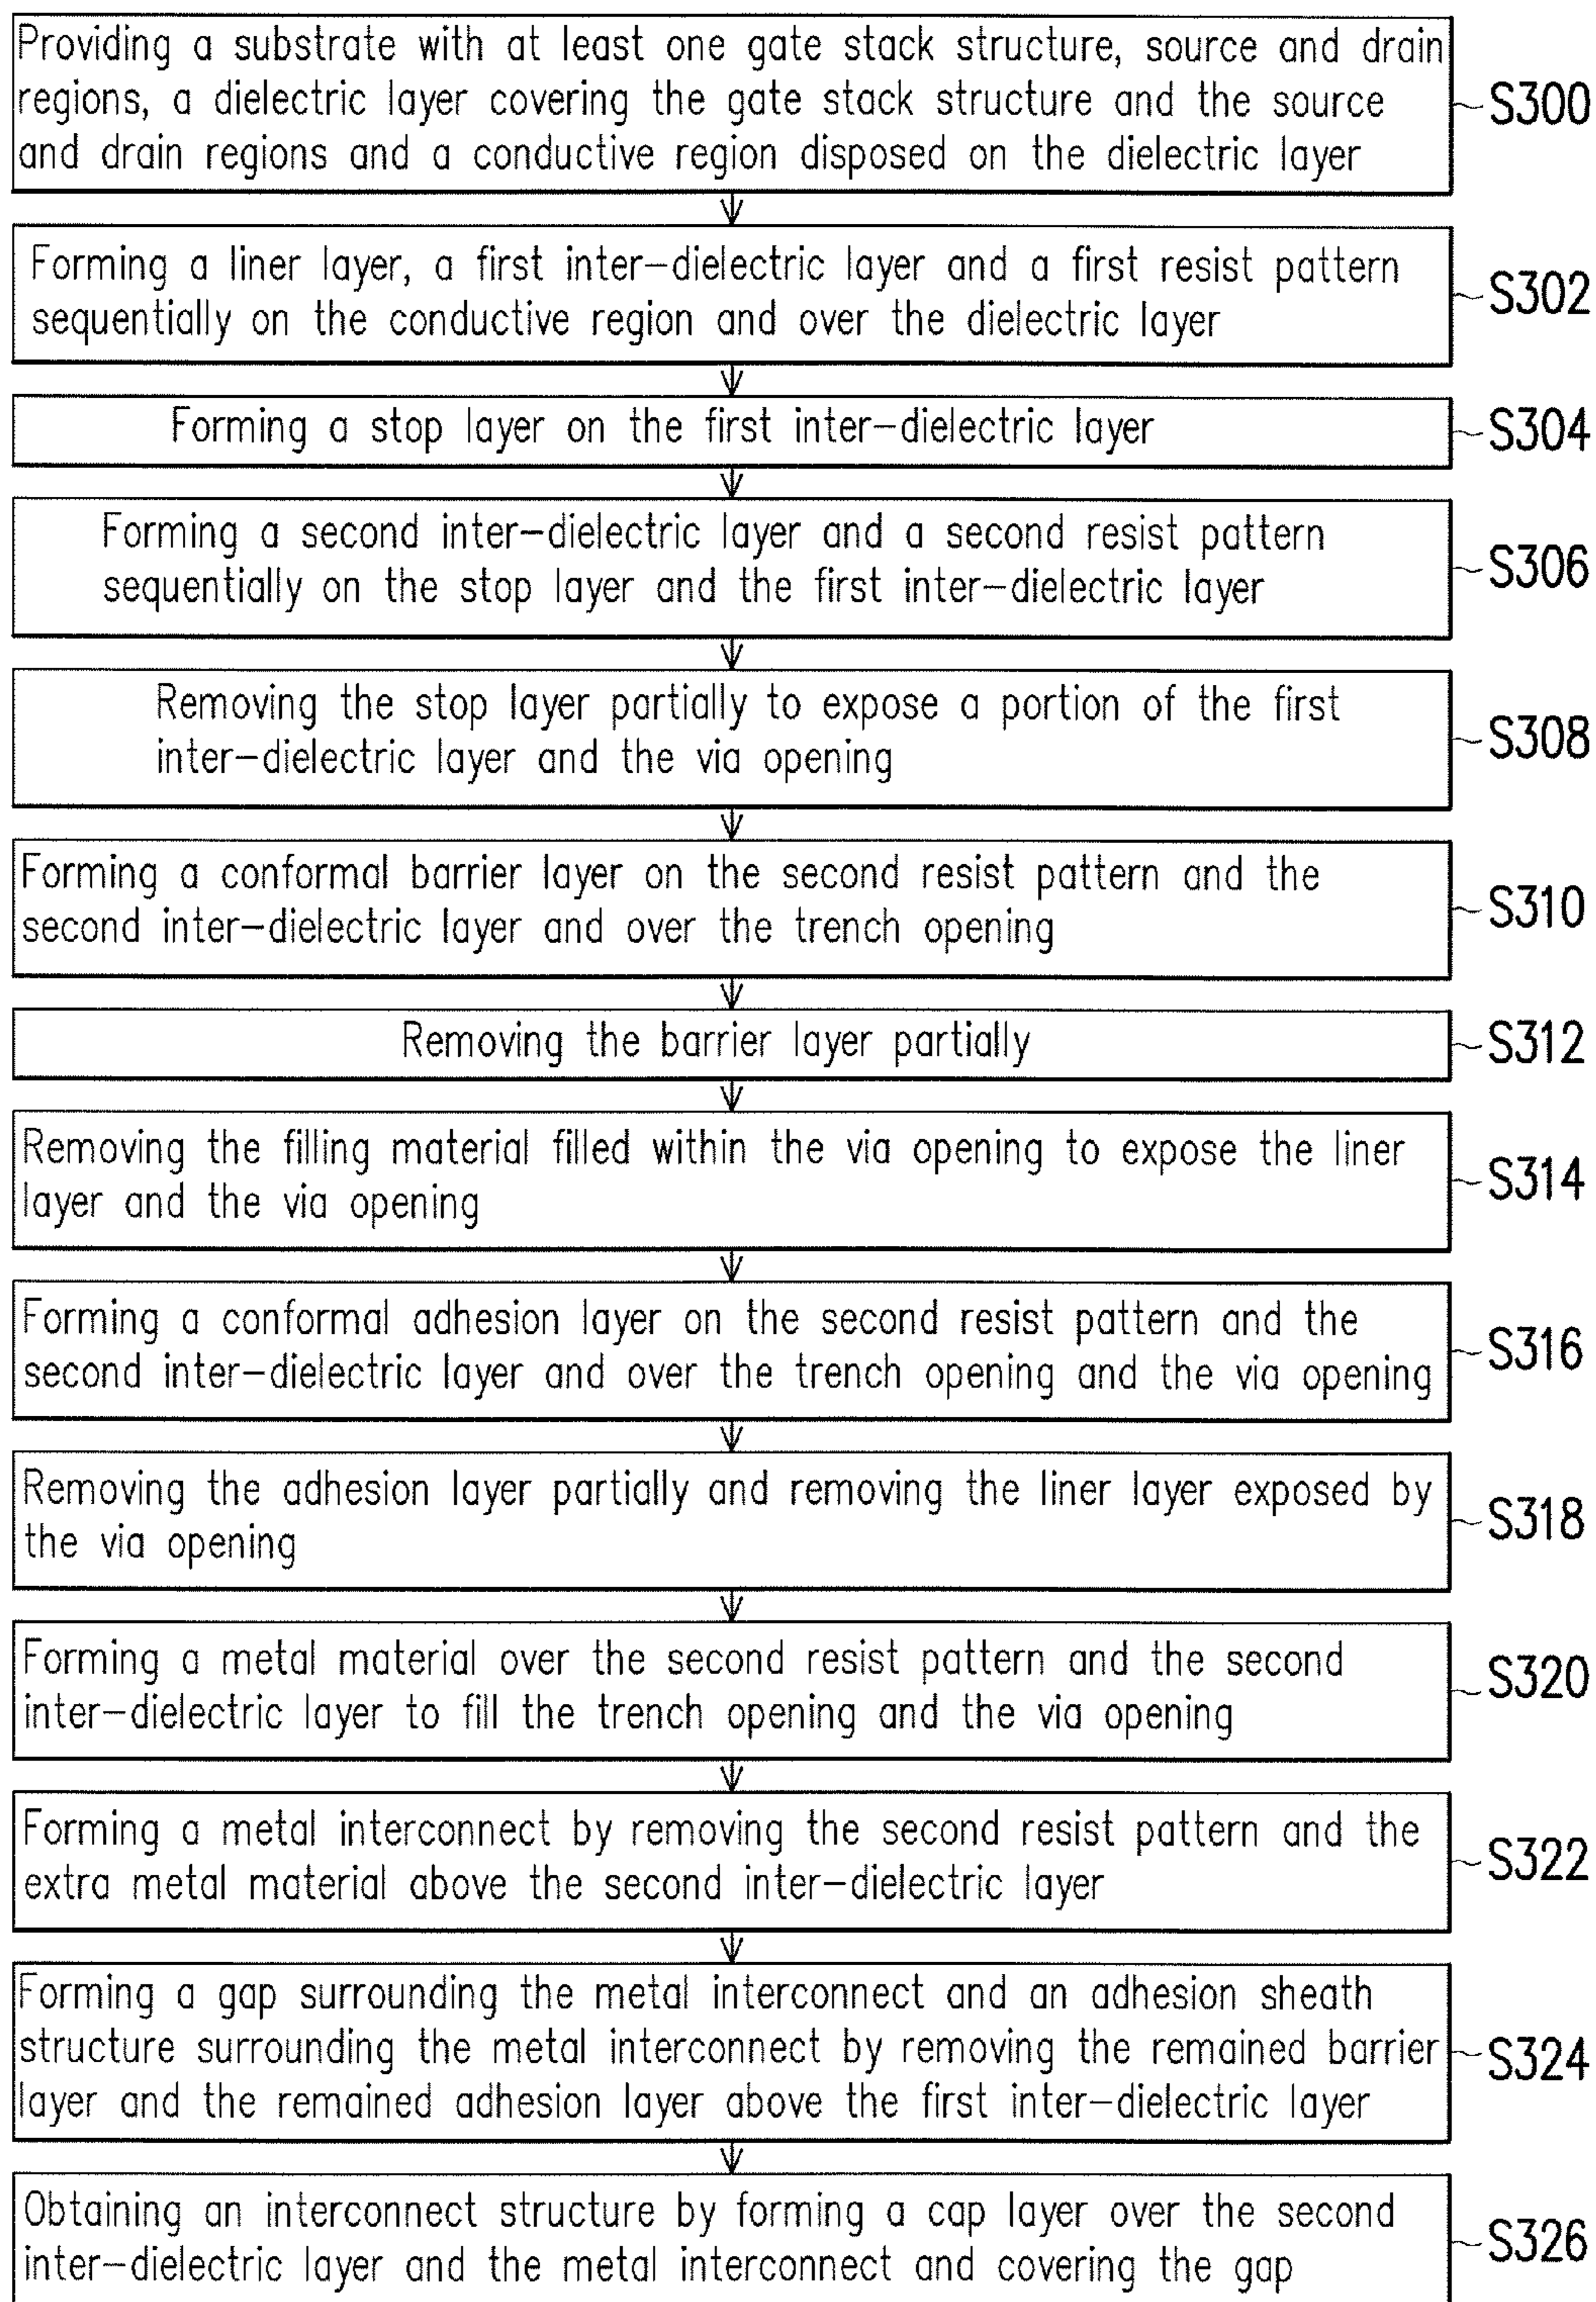 Providing a substrate with at least one gate stack structure, source and drain
regions, a dielectric layer covering the gate stack structure and the source
and drain regions and a conductive region disposed on the dielectric layer
S300
Forming a liner layer, a first inter-dielectric layer and a first resist pattern
sequentially on the conductive region and over the dielectric layer
S302
Forming a stop layer on the first inter-dielectric layer
S304
Forming a second inter-dielectric layer and a second resist pattern
sequentially on the stop layer and the first inter-dielectric layer
S306
Removing the stop layer partially to expose a portion of the first
inter-dielectric layer and the via opening
S308
Forming a conformal barrier layer on the second resist pattern and the
second inter-dielectric layer and over the trench opening
S310
Removing the barrier layer partially
S312
Removing the filling material filled within the via opening to expose the liner
layer and the via opening
S314
Forming a conformal adhesion layer on the second resist pattern and the
second inter-dielectric layer and over the trench opening and the via opening
S316
Removing the adhesion layer partially and removing the liner layer exposed by
the via opening
S318
Forming a metal material over the second resist pattern and the second
inter-dielectric layer to fill the trench opening and the via opening
S320
Forming a metal interconnect by removing the second resist pattern and the
extra metal material above the second inter-dielectric layer
S322
Forming a gap surrounding the metal interconnect and an adhesion sheath
structure surrounding the metal interconnect by removing the remained barrier
layer and the remained adhesion layer above the first inter-dielectric layer
S324
Obtaining an interconnect structure by forming a cap layer over the second
inter-dielectric layer and the metal interconnect and covering the gap
S326